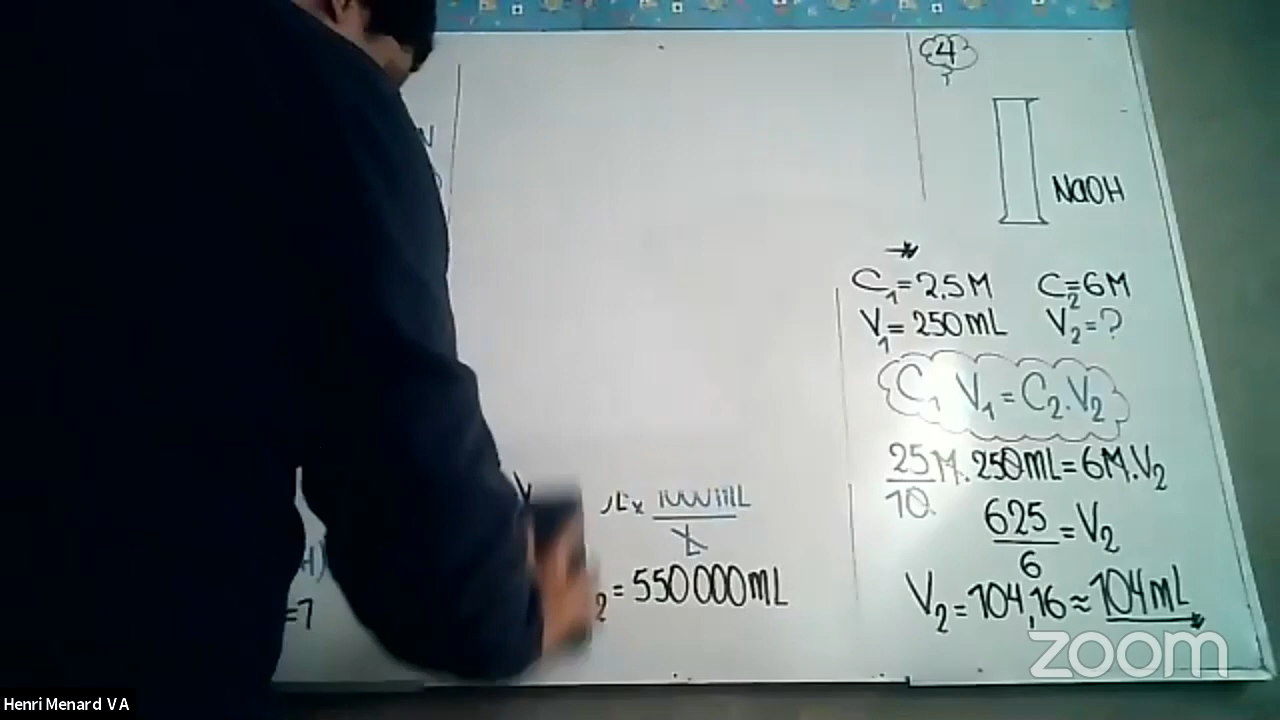 4
NaOH
C₁=2,5M C₂=6M
V₁=250mL V₂=?
C₁ V₁=C₂.V₂
25/10 M.250mL=6M.V₂
625/6=V₂
V₂=104,16≈104mL
1000mL/L
₂=550000mL
=7
zoom
Henri Menard VA